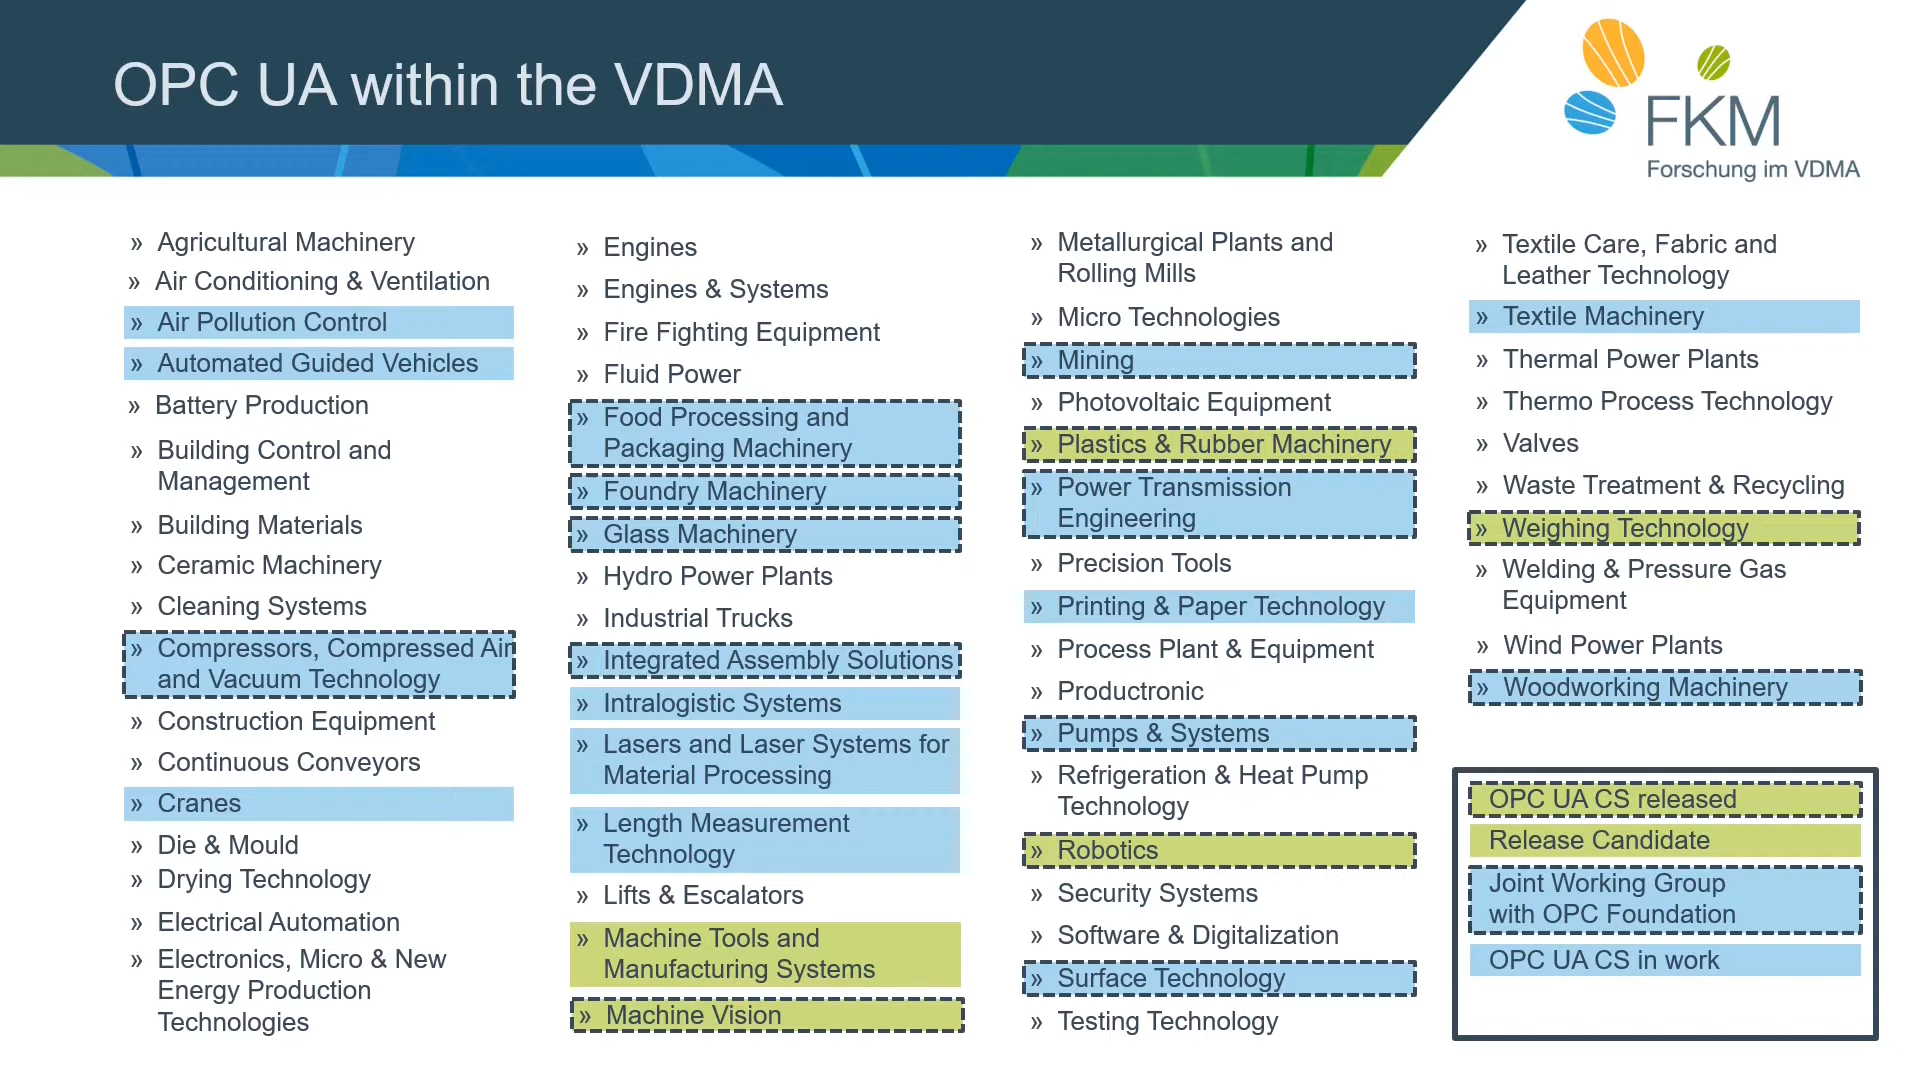 OPC UA within the VDMA
FKM
Forschung im VDMA
» Agricultural Machinery
» Air Conditioning & Ventilation
» Air Pollution Control
» Automated Guided Vehicles
» Battery Production
» Building Control and
Management
» Building Materials
» Ceramic Machinery
» Cleaning Systems
» Compressors, Compressed Air
and Vacuum Technology
» Construction Equipment
» Continuous Conveyors
» Cranes
» Die & Mould
» Drying Technology
» Electrical Automation
» Electronics, Micro & New
Energy Production
Technologies
» Engines
» Engines & Systems
» Fire Fighting Equipment
» Fluid Power
» Food Processing and
Packaging Machinery
» Foundry Machinery
» Glass Machinery
» Hydro Power Plants
» Industrial Trucks
» Integrated Assembly Solutions
» Intralogistic Systems
» Lasers and Laser Systems for
Material Processing
» Length Measurement
Technology
» Lifts & Escalators
» Machine Tools and
Manufacturing Systems
» Machine Vision
» Metallurgical Plants and
Rolling Mills
» Micro Technologies
» Mining
» Photovoltaic Equipment
» Plastics & Rubber Machinery
» Power Transmission
Engineering
» Precision Tools
» Printing & Paper Technology
» Process Plant & Equipment
» Productronic
» Pumps & Systems
» Refrigeration & Heat Pump
Technology
» Robotics
» Security Systems
» Software & Digitalization
» Surface Technology
» Testing Technology
» Textile Care, Fabric and
Leather Technology
» Textile Machinery
» Thermal Power Plants
» Thermo Process Technology
» Valves
» Waste Treatment & Recycling
» Weighing Technology
» Welding & Pressure Gas
Equipment
» Wind Power Plants
» Woodworking Machinery
OPC UA CS released
Release Candidate
Joint Working Group
with OPC Foundation
OPC UA CS in work